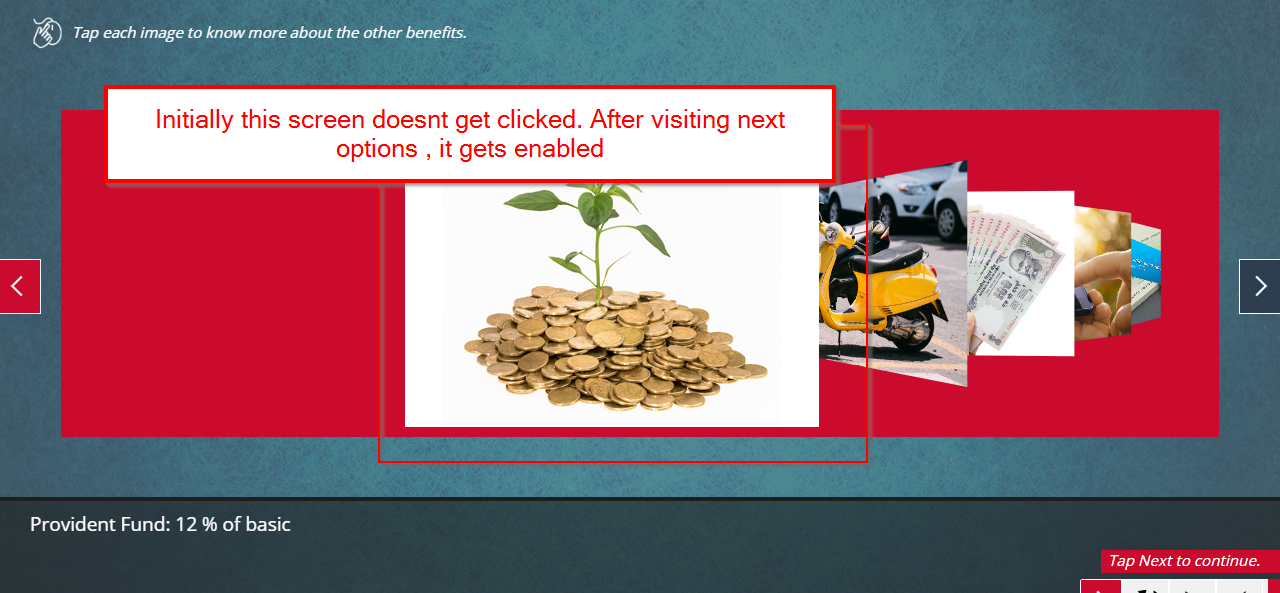 Tap each image to know more about the other benefits.
Initially this screen doesnt get clicked. After visiting next
options , it gets enabled
Provident Fund: 12 % of basic
Tap Next to continue.